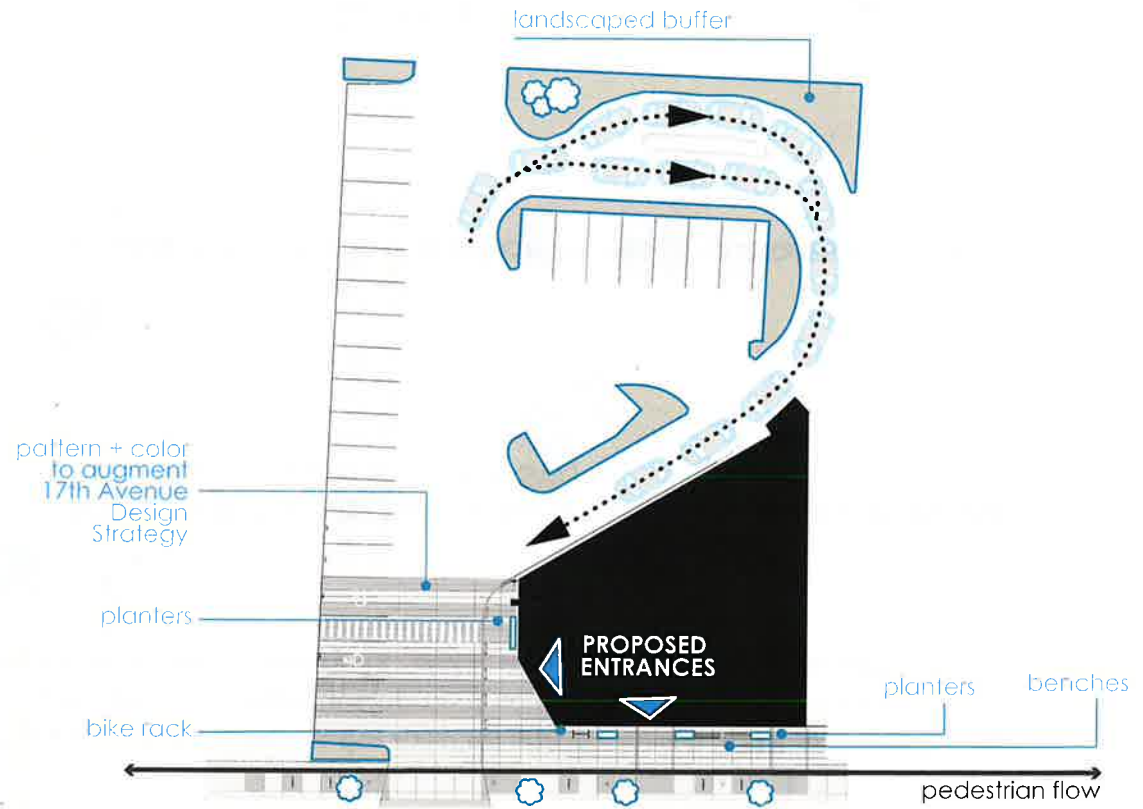 landscaped buffer
pattern + color
to augment
17th Avenue
Design
Strategy
planters
PROPOSED
ENTRANCES
planters
benches
bike rack
pedestrian flow